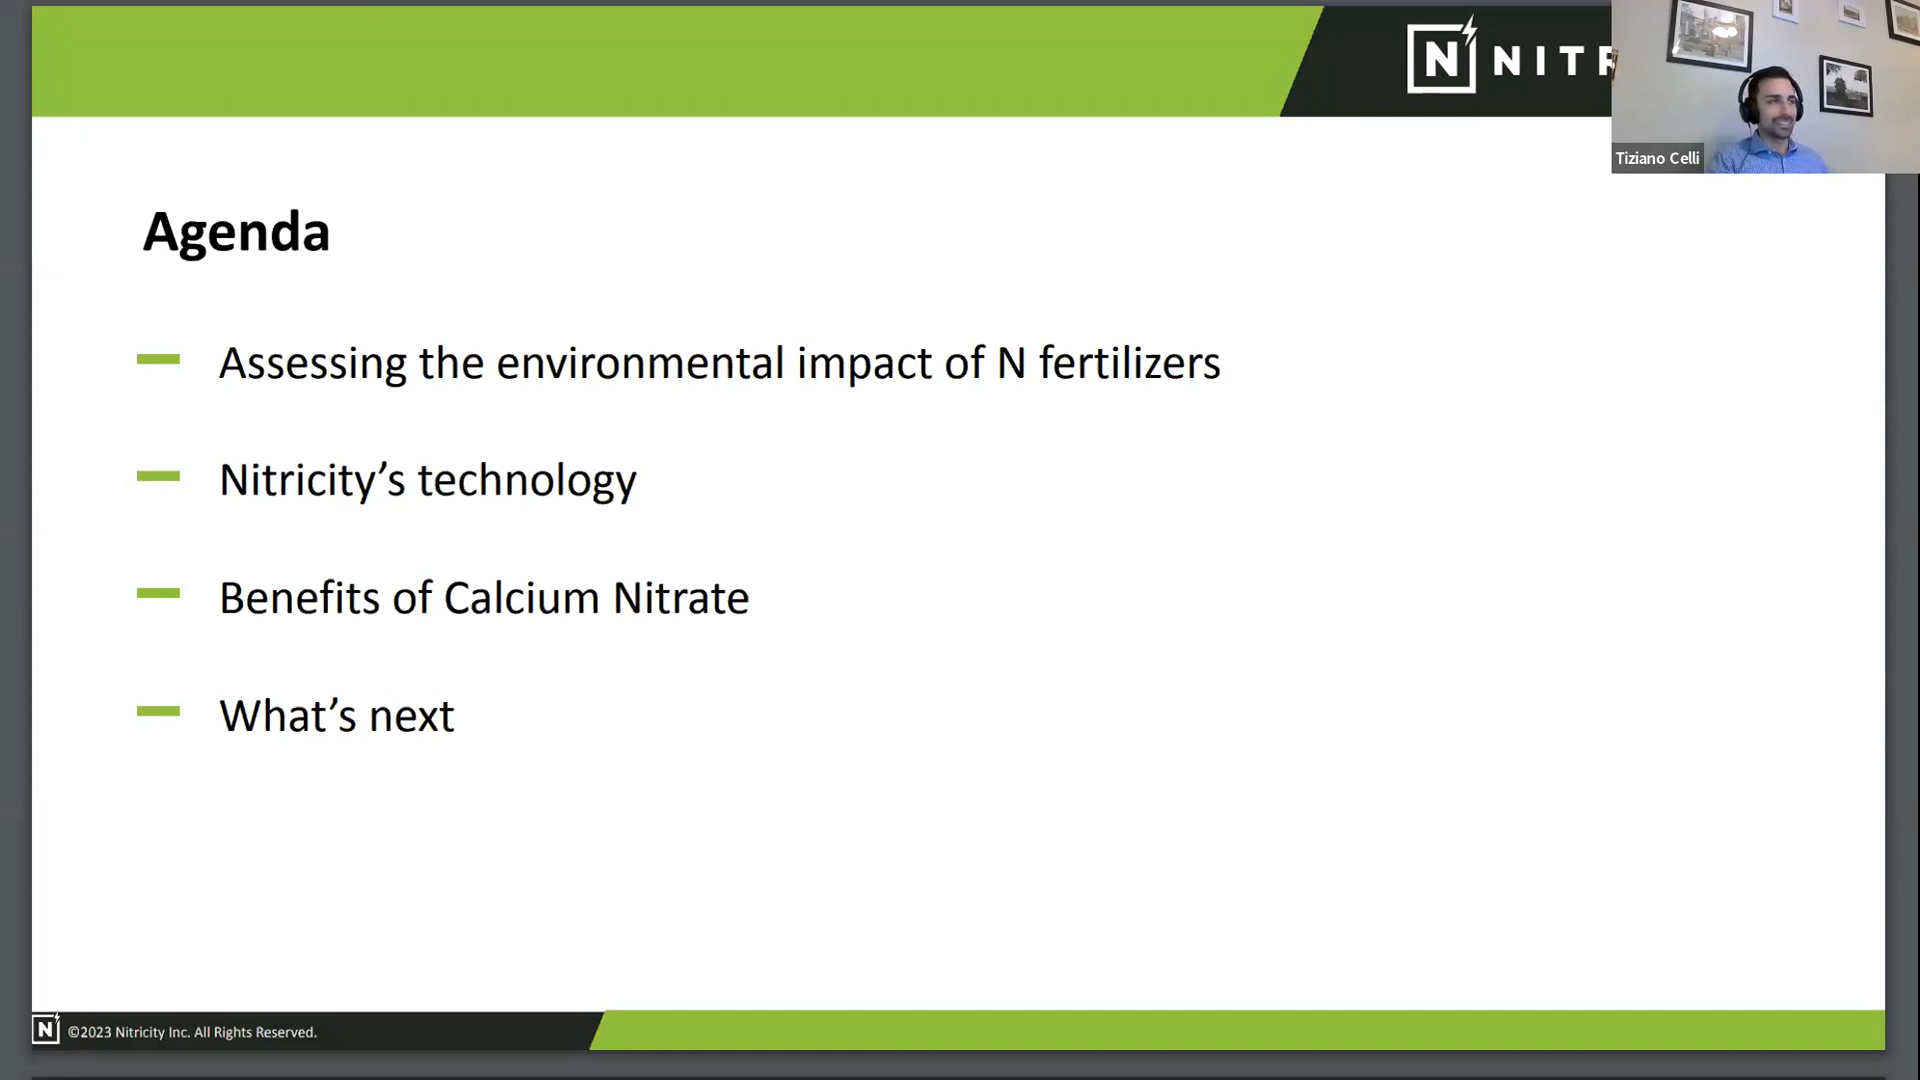 N NITR
Tiziano Celli
Agenda
Assessing the environmental impact of N fertilizers
Nitricity’s technology
Benefits of Calcium Nitrate
What’s next
N ©2023 Nitricity Inc. All Rights Reserved.